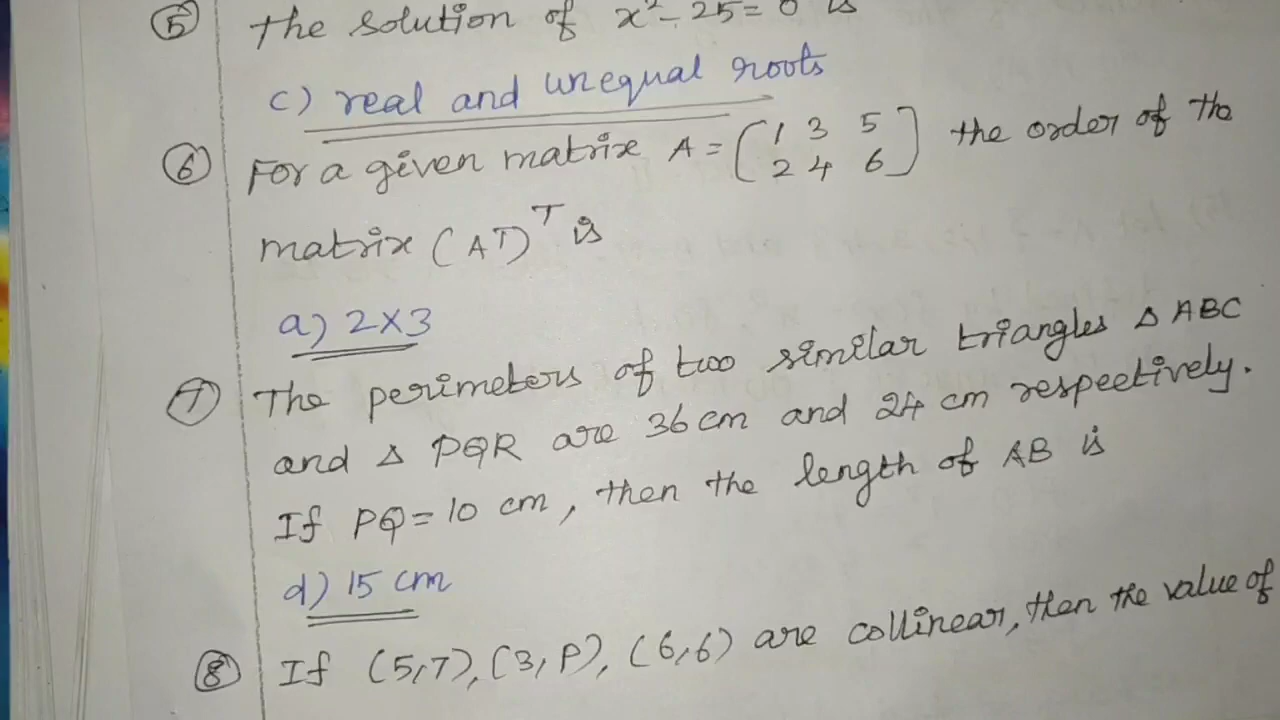 ⑤ The solution of x² - 25 = 0 is
c) real and unequal roots
⑥ For a given matrix A = [1 3 5 the order of the
2 4 6]
matrix (AT)ᵀ is
a) 2×3
⑦ The perimeters of two similar triangles Δ ABC
and Δ PQR are 36 cm and 24 cm respectively.
If PQ = 10 cm, then the length of AB is
d) 15 cm
⑧ If (5,7), (3,P), (6,6) are collinear, then the value of